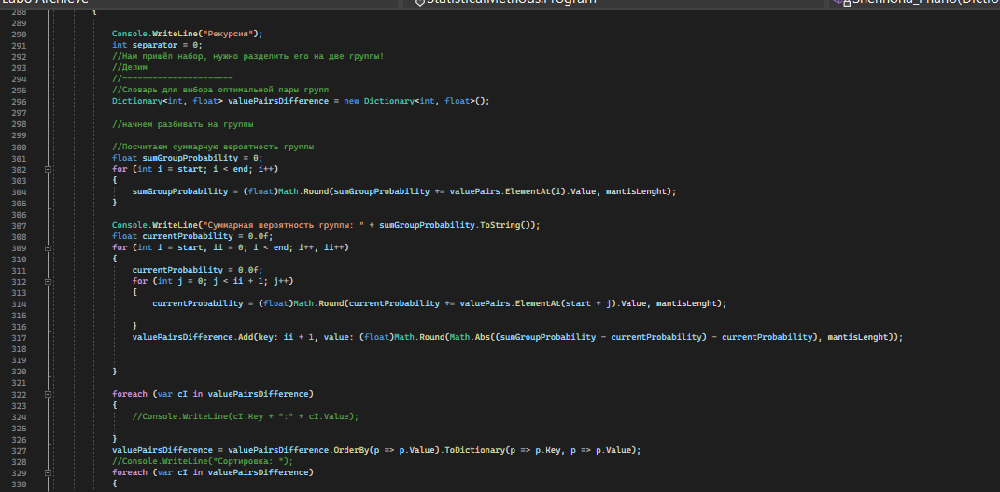 StatisticalMethods.Program
288 {
289
290 Console.WriteLine("Рекурсия");
291 int separator = 0;
292 //Нам пришёл набор, нужно разделить его на две группы!
293 //Делим
294 //----------------------
295 //Словарь для выбора оптимальной пары групп
296 Dictionary<int, float> valuePairsDifference = new Dictionary<int, float>();
297
298 //начнем разбивать на группы
299
300 //Посчитаем суммарную вероятность группы
301 float sumGroupProbability = 0;
302 for (int i = start; i < end; i++)
303 {
304 sumGroupProbability = (float)Math.Round(sumGroupProbability += valuePairs.ElementAt(i).Value, mantisLenght);
305 }
306
307 Console.WriteLine("Суммарная вероятность группы: " + sumGroupProbability.ToString());
308 float currentProbability = 0.0f;
309 for (int i = start, ii = 0; i < end; i++, ii++)
310 {
311 currentProbability = 0.0f;
312 for (int j = 0; j < ii + 1; j++)
313 {
314 currentProbability = (float)Math.Round(currentProbability += valuePairs.ElementAt(start + j).Value, mantisLenght);
315
316 }
317 valuePairsDifference.Add(key: ii + 1, value: (float)Math.Round(Math.Abs((sumGroupProbability - currentProbability) - currentProbability), mantisLenght));
318
319
320 }
321
322 foreach (var cI in valuePairsDifference)
323 {
324 //Console.WriteLine(cI.Key + ":" + cI.Value);
325
326 }
327 valuePairsDifference = valuePairsDifference.OrderBy(p => p.Value).ToDictionary(p => p.Key, p => p.Value);
328 //Console.WriteLine("Сортировка: ");
329 foreach (var cI in valuePairsDifference)
330 {